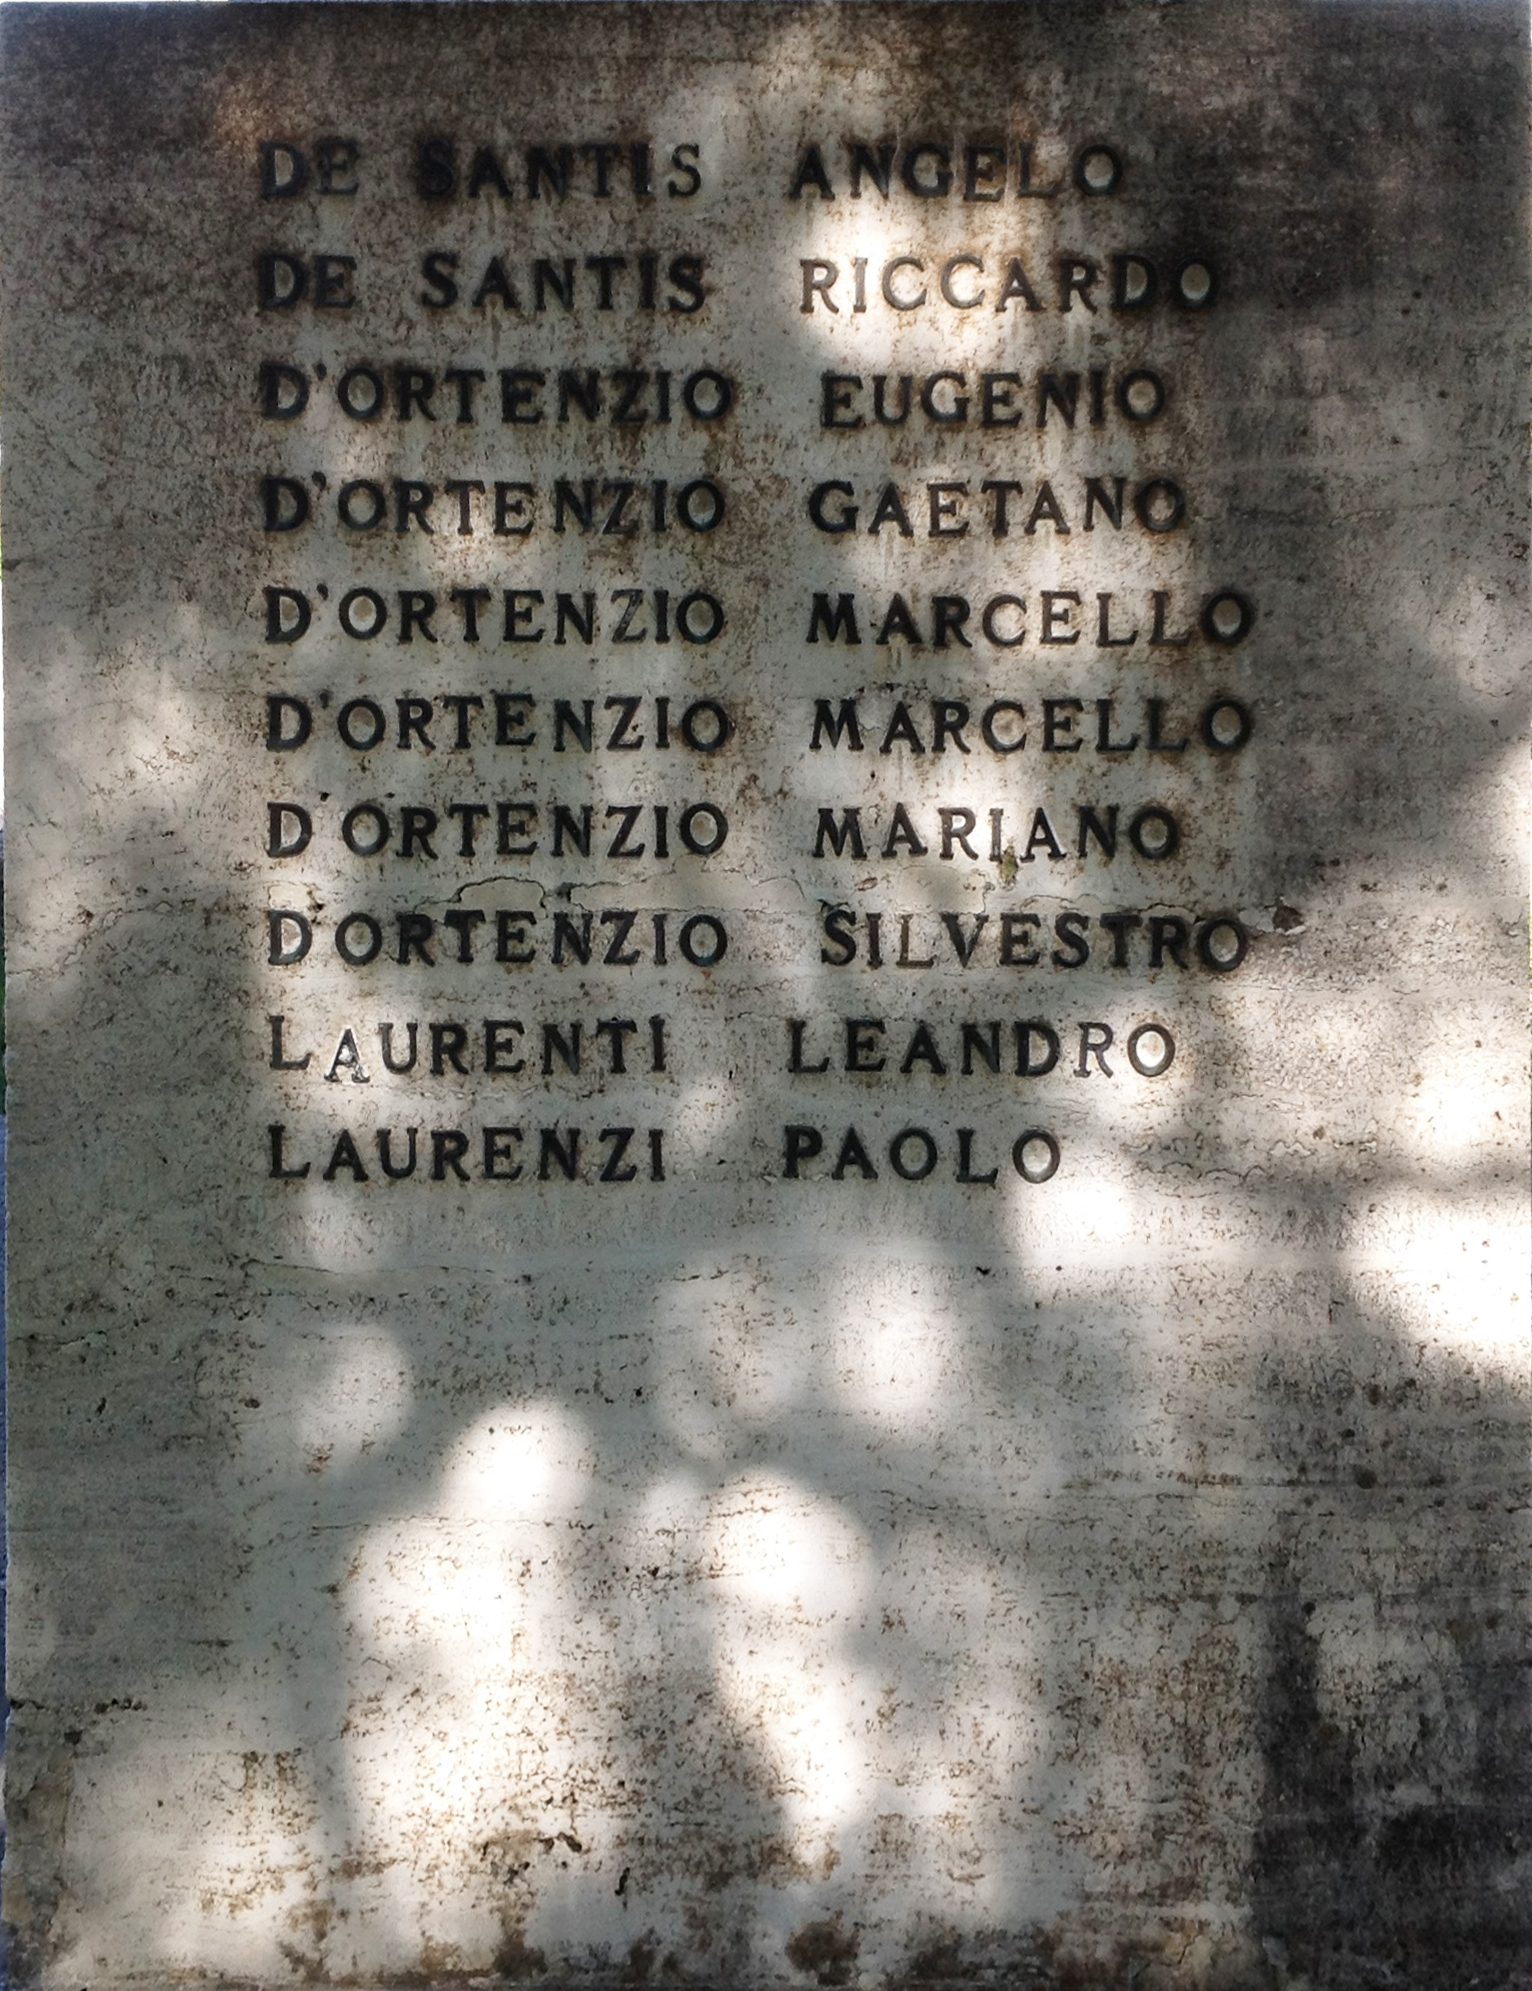 DE SANTIS ANGELO
DE SANTIS RICCARDO
D'ORTENZIO EUGENIO
D'ORTENZIO GAETANO
D'ORTENZIO MARCELLO
D'ORTENZIO MARCELLO
D'ORTENZIO MARIANO
D'ORTENZIO SILVESTRO
LAURENTI LEANDRO
LAURENZI PAOLO